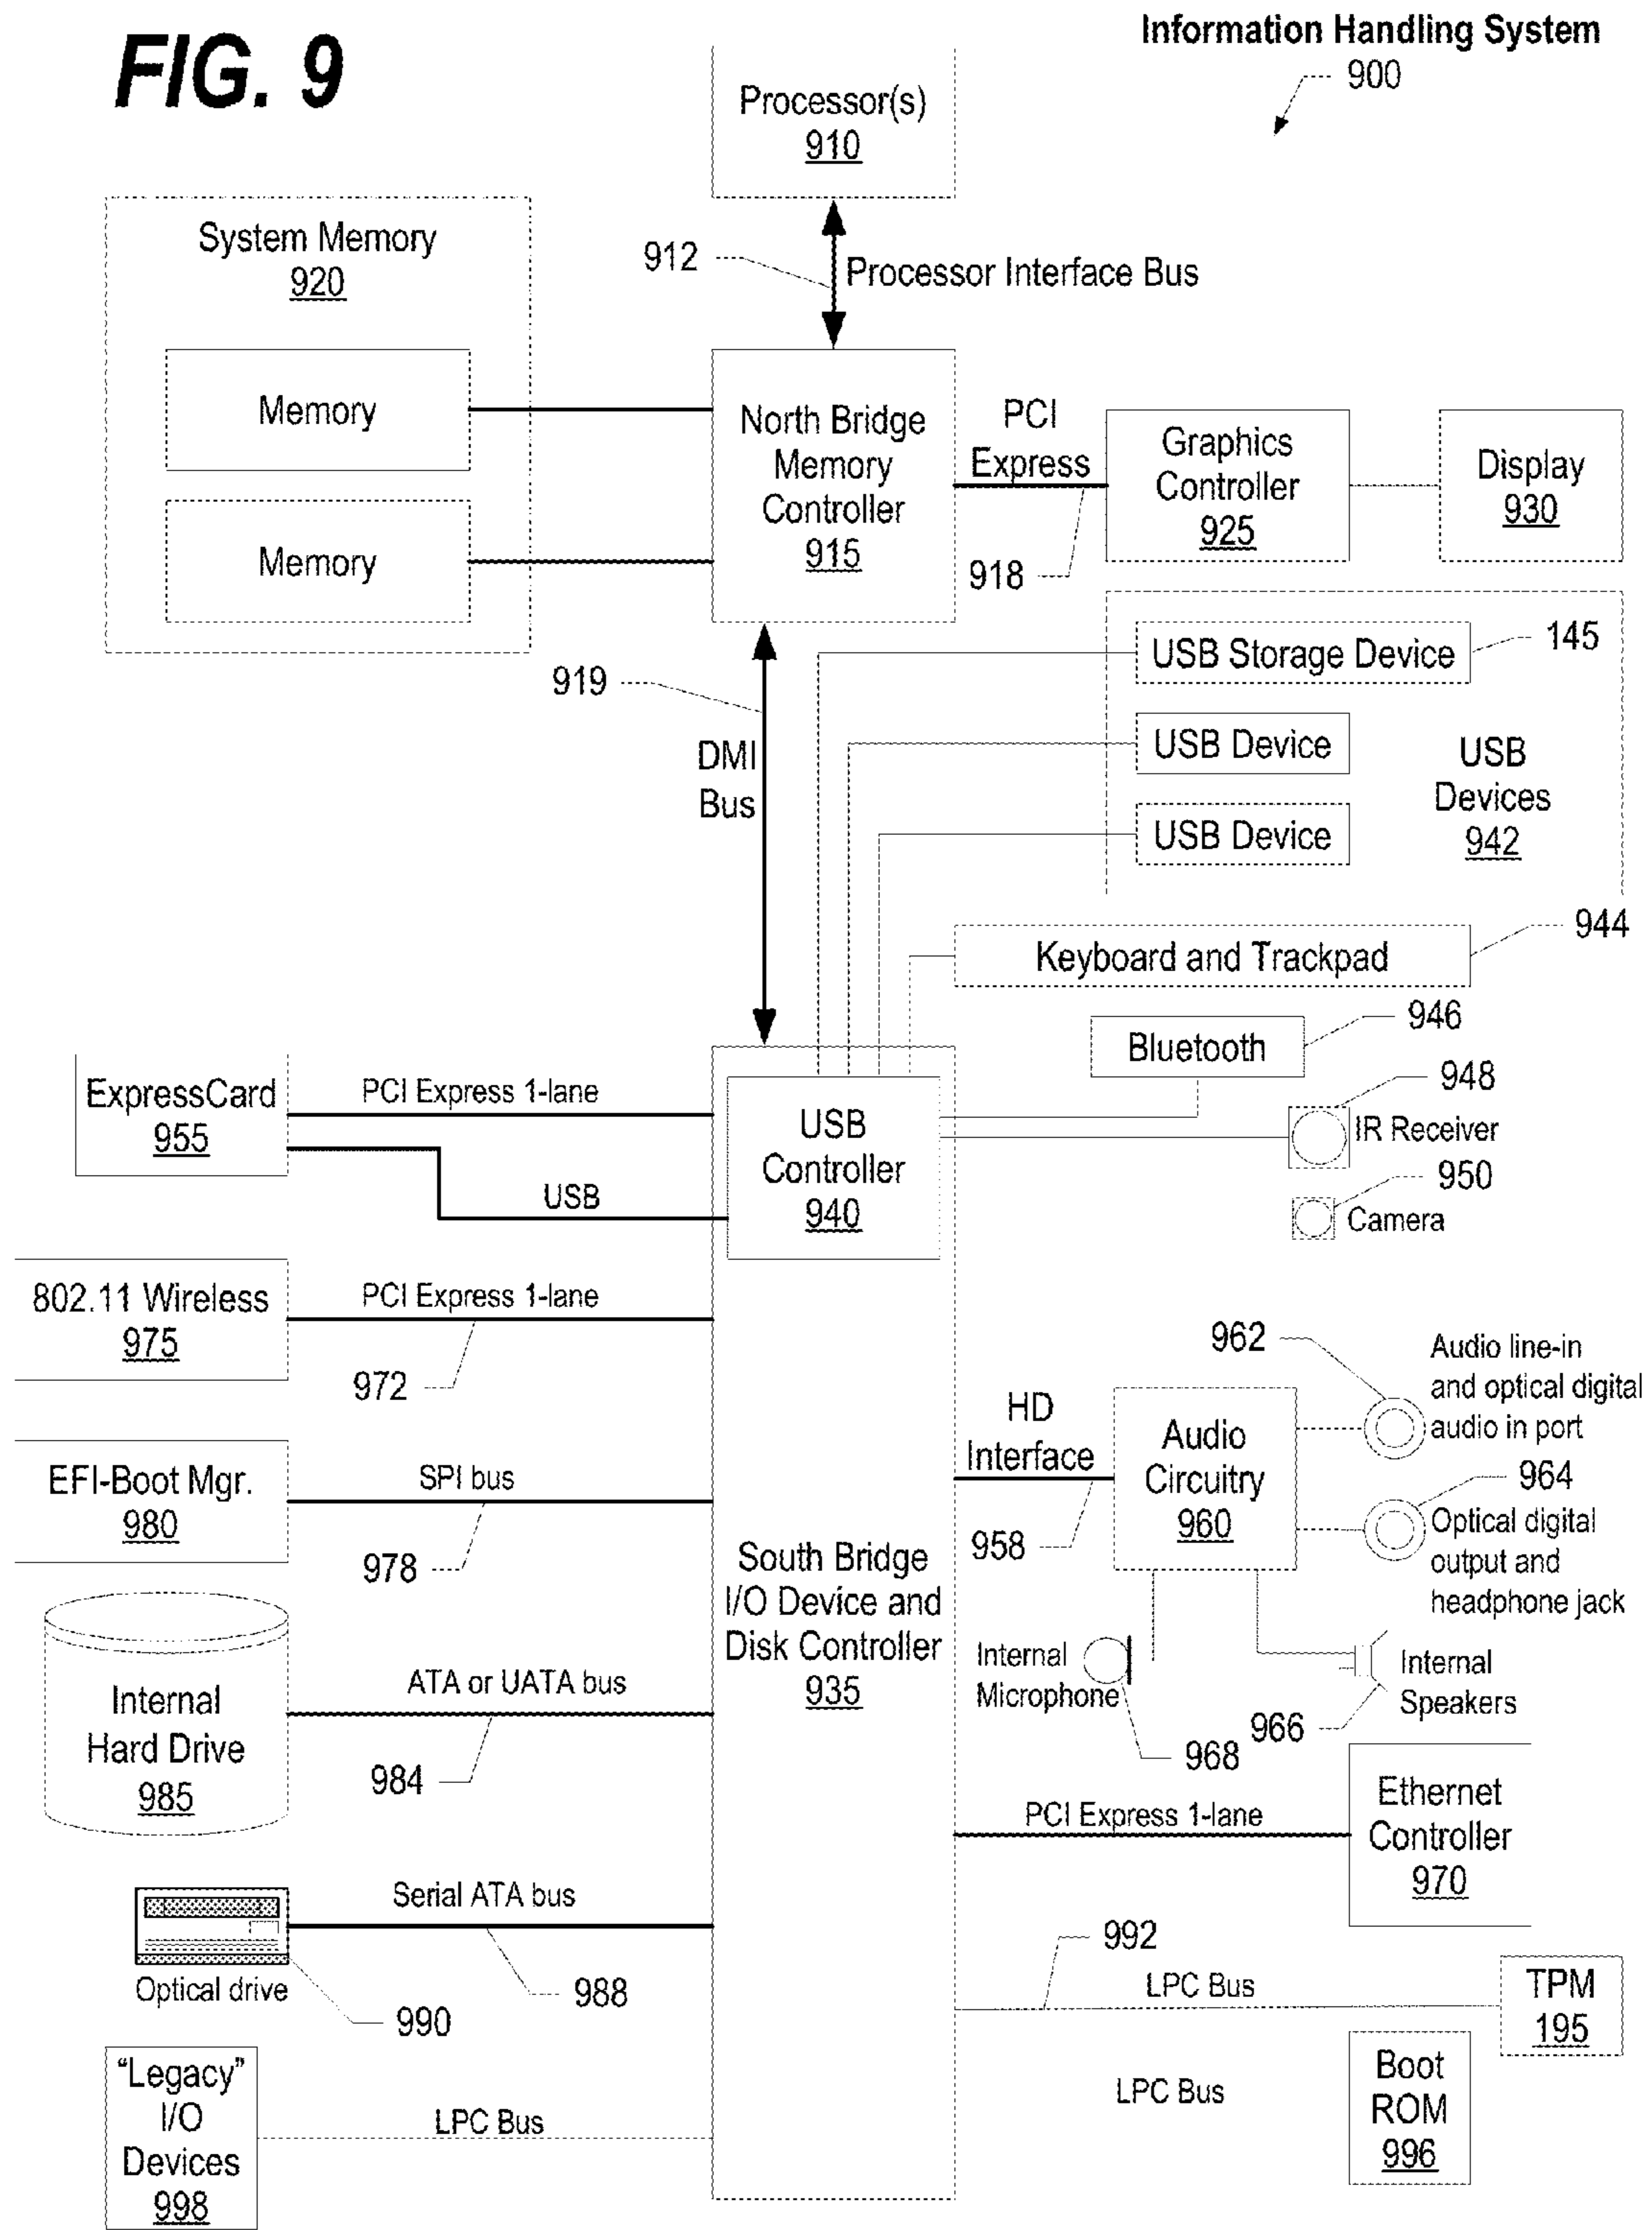 FIG. 9
Information Handling System
900
Processor(s)
910
System Memory
920
912
Processor Interface Bus
Memory
Memory
North Bridge
Memory
Controller
915
PCI
Express
918
Graphics
Controller
925
Display
930
919
DMI
Bus
USB Storage Device
145
USB Device
USB Device
USB
Devices
942
Keyboard and Trackpad
944
Bluetooth
946
948
IR Receiver
950
Camera
ExpressCard
955
PCI Express 1-lane
USB
USB
Controller
940
802.11 Wireless
975
PCI Express 1-lane
972
EFI-Boot Mgr.
980
SPI bus
978
HD
Interface
958
Audio
Circuitry
960
962
Audio line-in
and optical digital
audio in port
964
Optical digital
output and
headphone jack
South Bridge
I/O Device and
Disk Controller
935
Internal
Microphone
968
966
Internal
Speakers
Internal
Hard Drive
985
ATA or UATA bus
984
PCI Express 1-lane
Ethernet
Controller
970
Serial ATA bus
988
Optical drive
990
992
LPC Bus
TPM
195
LPC Bus
Boot
ROM
996
“Legacy”
I/O
Devices
998
LPC Bus